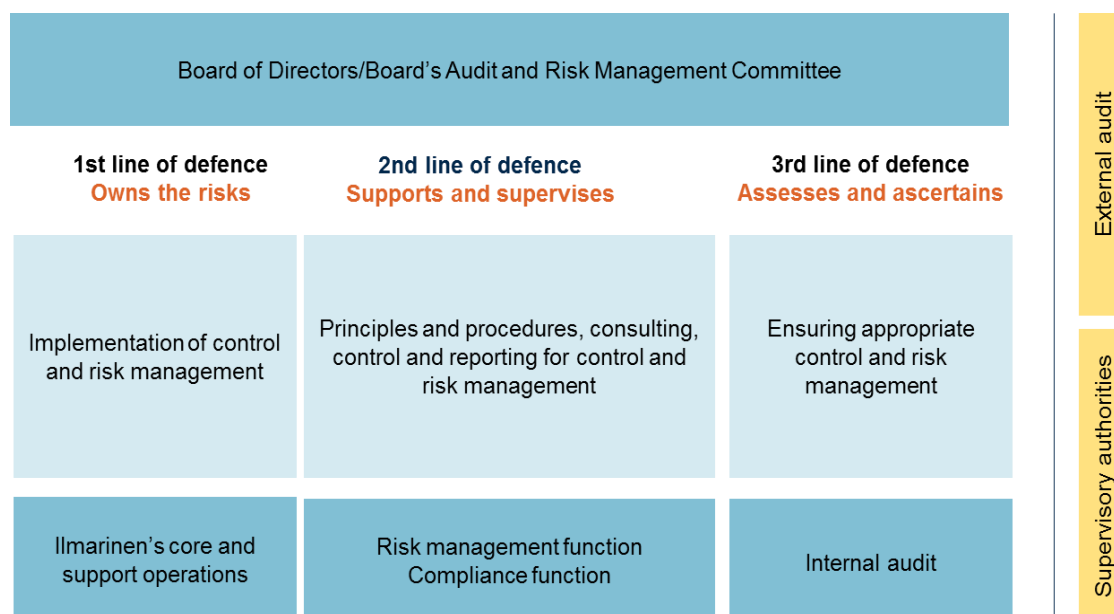 Board of Directors/Board's Audit and Risk Management Committee
1st line of defence
Owns the risks
2nd line of defence
Supports and supervises
3rd line of defence
Assesses and ascertains
Implementation of control
and risk management
Principles and procedures, consulting,
control and reporting for control and
risk management
Ensuring appropriate
control and risk
management
Ilmarinen's core and
support operations
Risk management function
Compliance function
Internal audit
External audit
Supervisory authorities